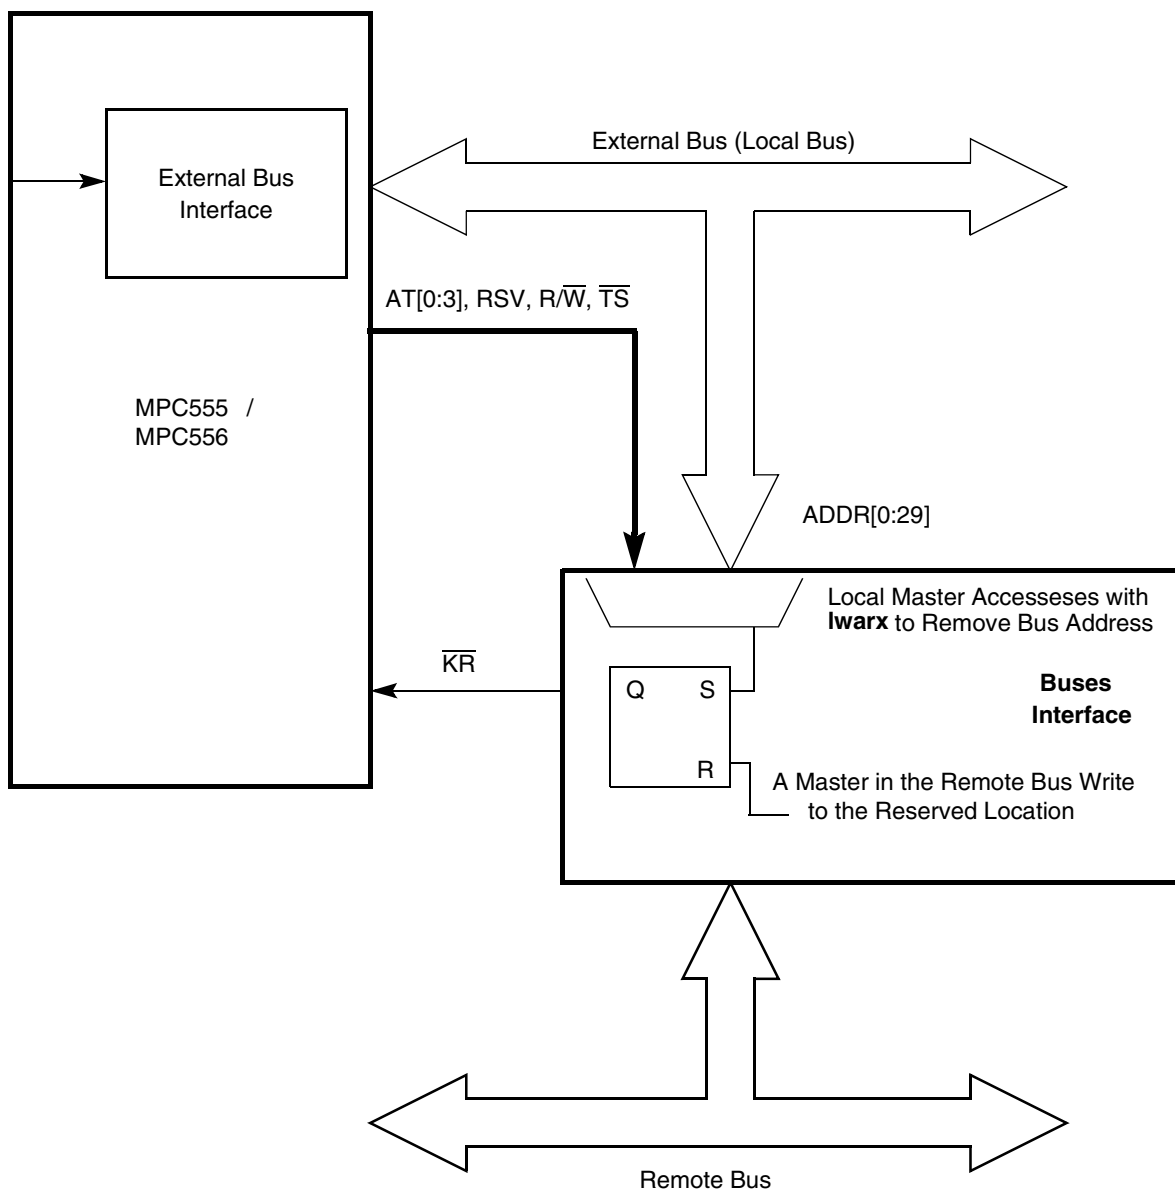 External Bus (Local Bus)
External Bus
Interface
AT[0:3], RSV, R/W̅, T̅S̅
MPC555 /
MPC556
ADDR[0:29]
Local Master Accesseses with
lwarx to Remove Bus Address
K̅R̅
Q S
Buses
Interface
R
A Master in the Remote Bus Write
to the Reserved Location
Remote Bus